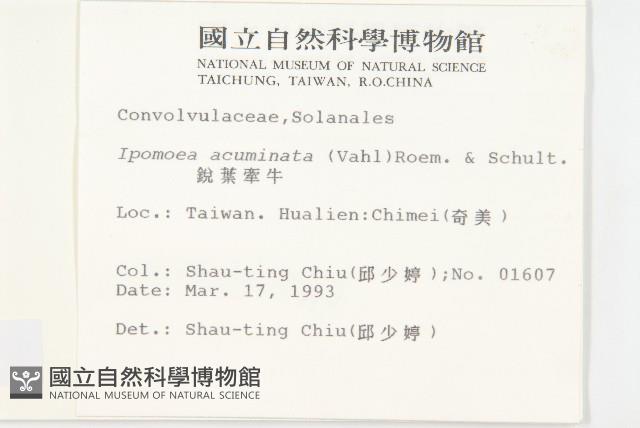 國立自然科學博物館
NATIONAL MUSEUM OF NATURAL SCIENCE
TAICHUNG, TAIWAN, R.O.CHINA
Convolvulaceae,Solanales
Ipomoea acuminata (Vahl)Roem. & Schult.
銳葉牽牛
Loc.: Taiwan. Hualien:Chimei(奇美)
Col.: Shau-ting Chiu(邱少婷);No. 01607
Date: Mar. 17, 1993
Det.: Shau-ting Chiu(邱少婷)
國立自然科學博物館
NATIONAL MUSEUM OF NATURAL SCIENCE